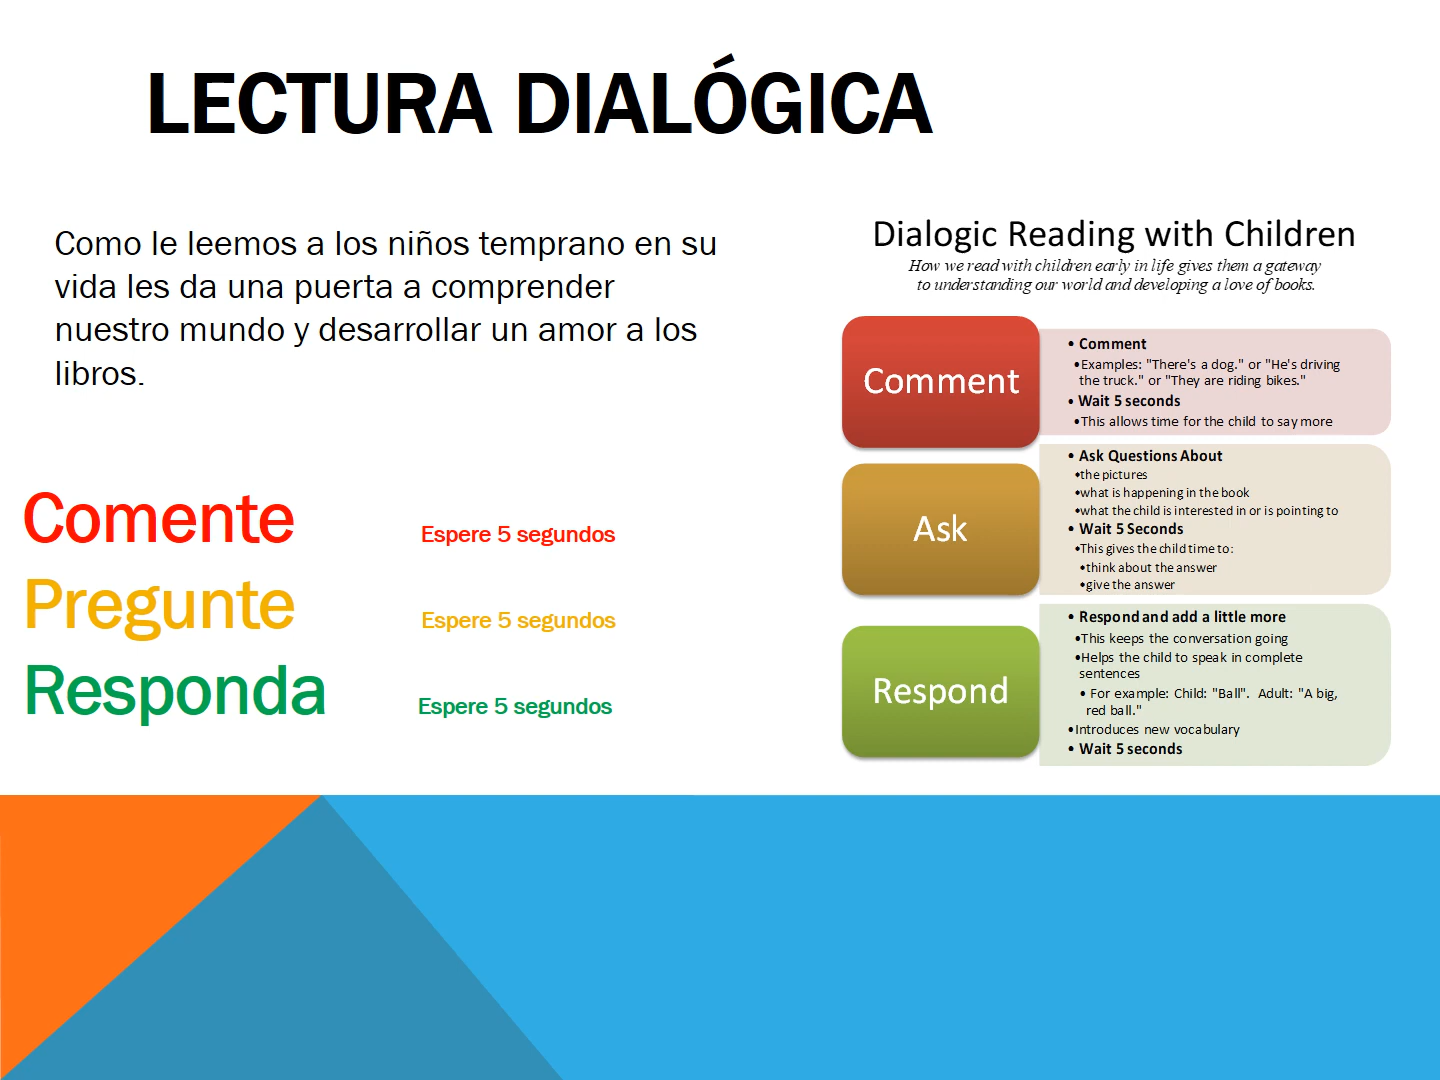 LECTURA DIALÓGICA
Como le leemos a los niños temprano en su
vida les da una puerta a comprender
nuestro mundo y desarrollar un amor a los
libros.
Comente Espere 5 segundos
Pregunte Espere 5 segundos
Responda Espere 5 segundos
Dialogic Reading with Children
How we read with children early in life gives them a gateway
to understanding our world and developing a love of books.
Comment
• Comment
•Examples: "There's a dog." or "He's driving
the truck." or "They are riding bikes."
• Wait 5 seconds
•This allows time for the child to say more
Ask
• Ask Questions About
•the pictures
•what is happening in the book
•what the child is interested in or is pointing to
• Wait 5 Seconds
•This gives the child time to:
•think about the answer
•give the answer
Respond
• Respond and add a little more
•This keeps the conversation going
•Helps the child to speak in complete
sentences
• For example: Child: "Ball". Adult: "A big,
red ball."
•Introduces new vocabulary
• Wait 5 seconds